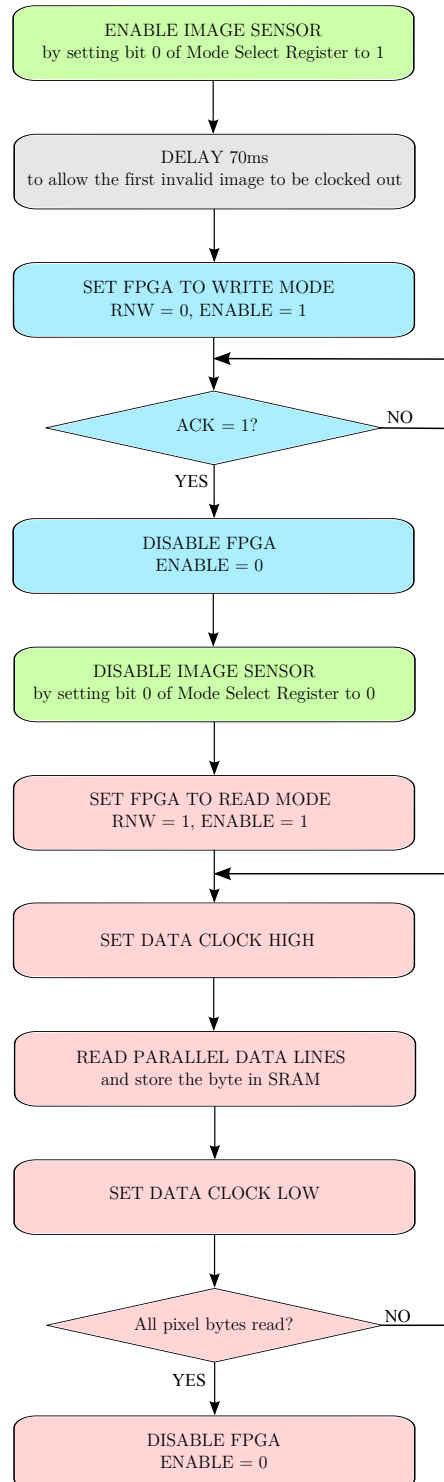 ENABLE IMAGE SENSOR
by setting bit 0 of Mode Select Register to 1
DELAY 70ms
to allow the first invalid image to be clocked out
SET FPGA TO WRITE MODE
RNW = 0, ENABLE = 1
ACK = 1?
NO
YES
DISABLE FPGA
ENABLE = 0
DISABLE IMAGE SENSOR
by setting bit 0 of Mode Select Register to 0
SET FPGA TO READ MODE
RNW = 1, ENABLE = 1
SET DATA CLOCK HIGH
READ PARALLEL DATA LINES
and store the byte in SRAM
SET DATA CLOCK LOW
All pixel bytes read?
NO
YES
DISABLE FPGA
ENABLE = 0